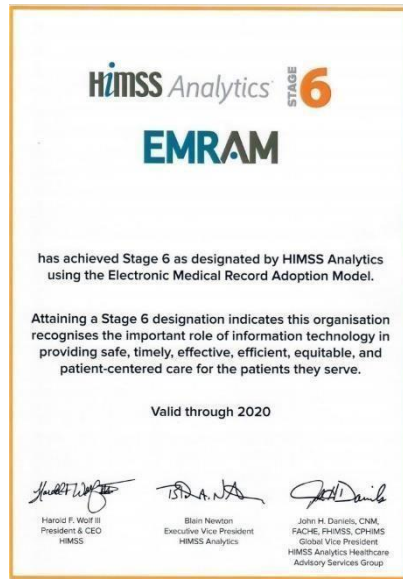 HiMSS Analytics STAGE 6
EMRAM
has achieved Stage 6 as designated by HIMSS Analytics
using the Electronic Medical Record Adoption Model.
Attaining a Stage 6 designation indicates this organisation
recognises the important role of information technology in
providing safe, timely, effective, efficient, equitable, and
patient-centered care for the patients they serve.
Valid through 2020
Harold F. Wolf III
President & CEO
HIMSS
Blain Newton
Executive Vice President
HIMSS Analytics
John H. Daniels, CNM,
FACHE, FHIMSS, CPHIMS
Global Vice President
HIMSS Analytics Healthcare
Advisory Services Group